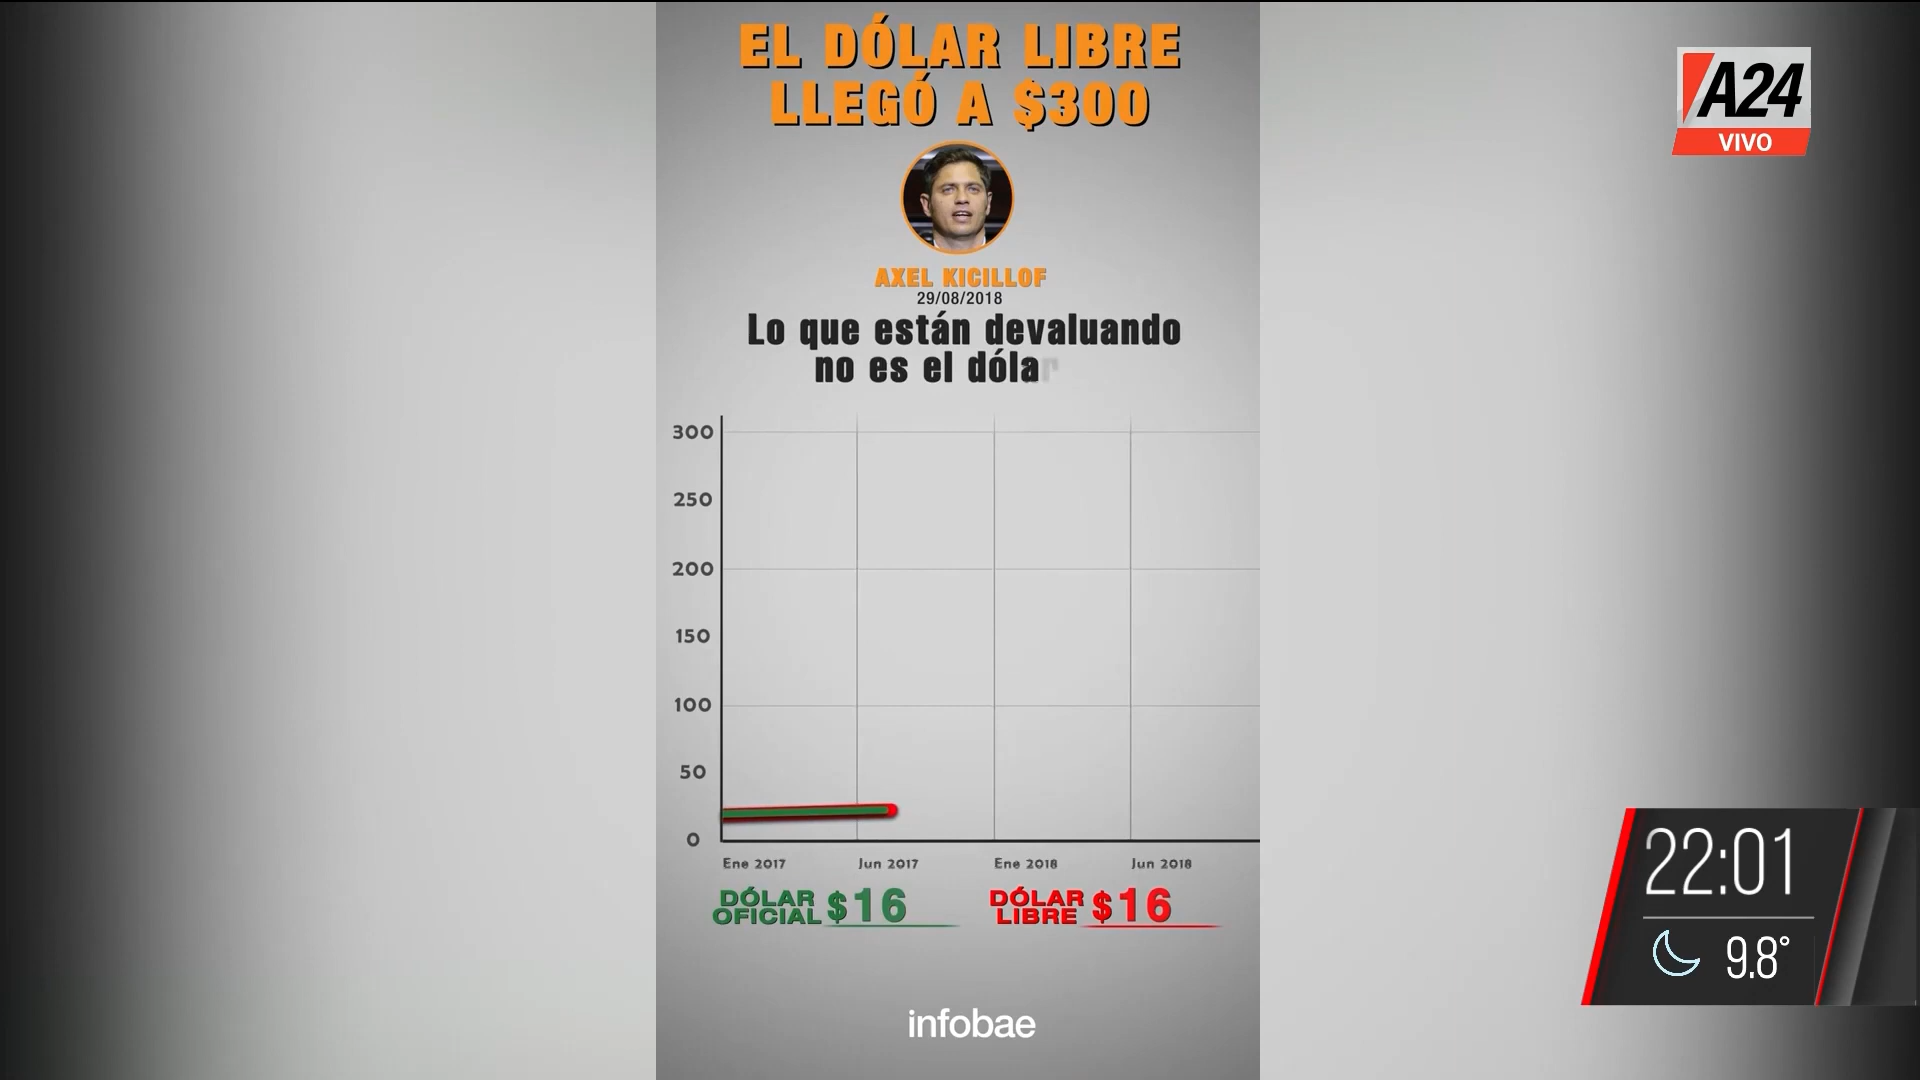 EL DÓLAR LIBRE
LLEGÓ A $300
AXEL KICILLOF
29/08/2018
Lo que están devaluando
no es el dólar
300
250
200
150
100
50
0
Ene 2017
Jun 2017
Ene 2018
Jun 2018
DÓLAR
OFICIAL $16
DÓLAR
LIBRE $16
infobae
A24
VIVO
22:01
9.8°